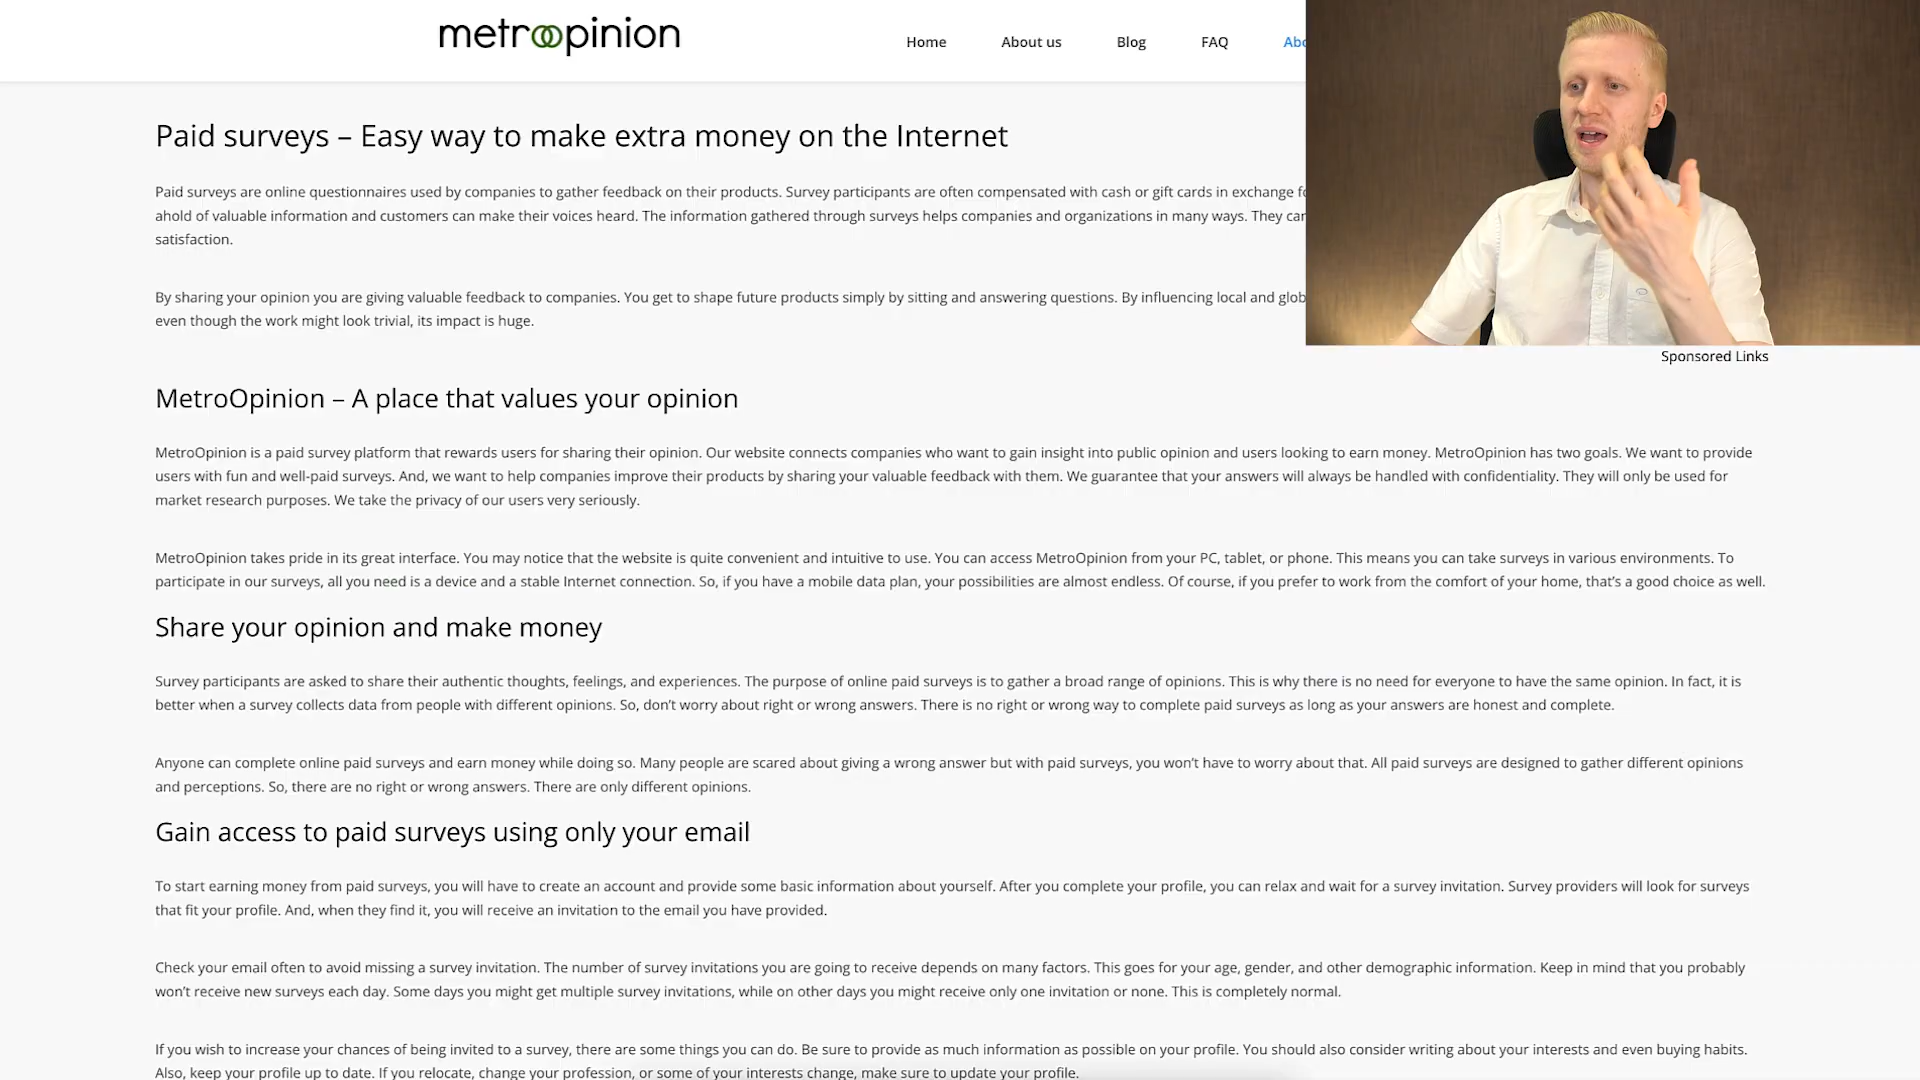 metroopinion
Home About us Blog FAQ
Paid surveys – Easy way to make extra money on the Internet
Paid surveys are online questionnaires used by companies to gather feedback on their products. Survey participants are often compensated with cash or gift cards in exchange
ahold of valuable information and customers can make their voices heard. The information gathered through surveys helps companies and organizations in many ways. They
satisfaction.
By sharing your opinion you are giving valuable feedback to companies. You get to shape future products simply by sitting and answering questions. By influencing local and
even though the work might look trivial, its impact is huge.
Sponsored Links
MetroOpinion – A place that values your opinion
MetroOpinion is a paid survey platform that rewards users for sharing their opinion. Our website connects companies who want to gain insight into public opinion and users looking to earn money. MetroOpinion has two goals. We want to provide
users with fun and well-paid surveys. And, we want to help companies improve their products by sharing your valuable feedback with them. We guarantee that your answers will always be handled with confidentiality. They will only be used for
market research purposes. We take the privacy of our users very seriously.
MetroOpinion takes pride in its great interface. You may notice that the website is quite convenient and intuitive to use. You can access MetroOpinion from your PC, tablet, or phone. This means you can take surveys in various environments. To
participate in our surveys, all you need is a device and a stable Internet connection. So, if you have a mobile data plan, your possibilities are almost endless. Of course, if you prefer to work from the comfort of your home, that's a good choice as well.
Share your opinion and make money
Survey participants are asked to share their authentic thoughts, feelings, and experiences. The purpose of online paid surveys is to gather a broad range of opinions. This is why there is no need for everyone to have the same opinion. In fact, it is
better when a survey collects data from people with different opinions. So, don't worry about right or wrong answers. There is no right or wrong way to complete paid surveys as long as your answers are honest and complete.
Anyone can complete online paid surveys and earn money while doing so. Many people are scared about giving a wrong answer but with paid surveys, you won't have to worry about that. All paid surveys are designed to gather different opinions
and perceptions. So, there are no right or wrong answers. There are only different opinions.
Gain access to paid surveys using only your email
To start earning money from paid surveys, you will have to create an account and provide some basic information about yourself. After you complete your profile, you can relax and wait for a survey invitation. Survey providers will look for surveys
that fit your profile. And, when they find it, you will receive an invitation to the email you have provided.
Check your email often to avoid missing a survey invitation. The number of survey invitations you are going to receive depends on many factors. This goes for your age, gender, and other demographic information. Keep in mind that you probably
won't receive new surveys each day. Some days you might get multiple survey invitations, while on other days you might receive only one invitation or none. This is completely normal.
If you wish to increase your chances of being invited to a survey, there are some things you can do. Be sure to provide as much information as possible on your profile. You should also consider writing about your interests and even buying habits.
Also, keep your profile up to date. If you relocate, change your profession, or some of your interests change, make sure to update your profile.